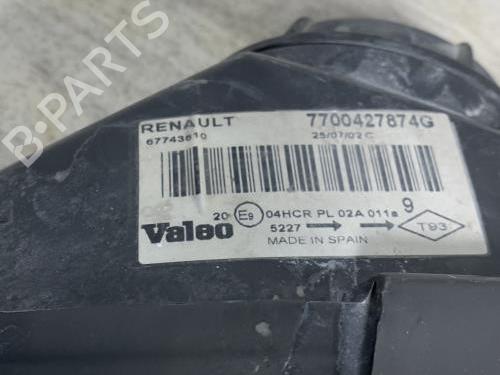 RENAULT 7700427874G
67743610 25/07/02 C
20 E9 04HCR PL 02A 011a 9
Valeo 5227 T93
MADE IN SPAIN
B-PARTS